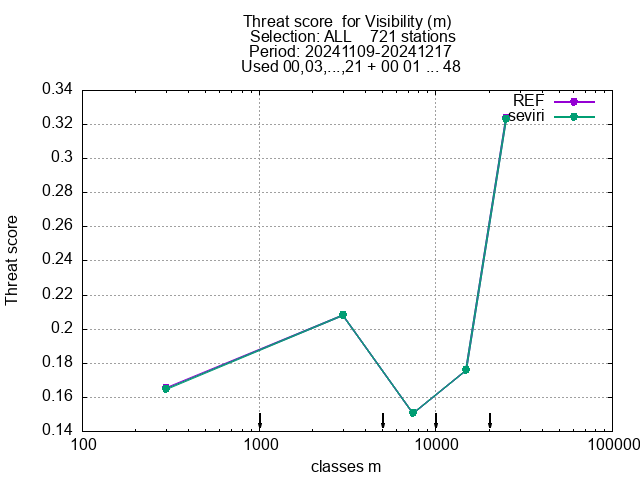 Threat score  for Visibility (m)
Selection: ALL    721 stations
Period: 20241109-20241217
Used 00,03,...,21 + 00 01 ... 48
REF
seviri
0.34
0.32
0.3
0.28
0.26
0.24
0.22
0.2
0.18
0.16
0.14
Threat score
100
1000
10000
100000
classes m